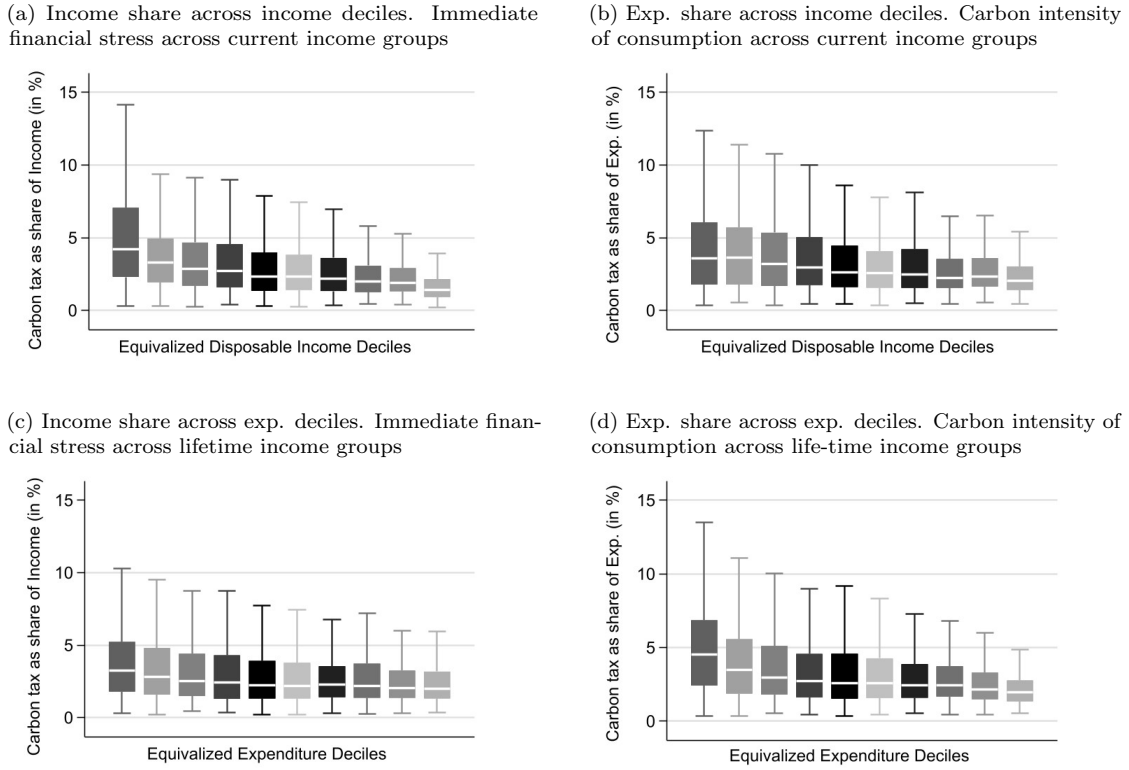 (a) Income share across income deciles. Immediate
financial stress across current income groups
Carbon tax as share of Income (in %)
15
10
5
0
Equivalized Disposable Income Deciles
(b) Exp. share across income deciles. Carbon intensity
of consumption across current income groups
Carbon tax as share of Exp. (in %)
15
10
5
0
Equivalized Disposable Income Deciles
(c) Income share across exp. deciles. Immediate finan-
cial stress across lifetime income groups
Carbon tax as share of Income (in %)
15
10
5
0
Equivalized Expenditure Deciles
(d) Exp. share across exp. deciles. Carbon intensity of
consumption across life-time income groups
Carbon tax as share of Exp. (in %)
15
10
5
0
Equivalized Expenditure Deciles